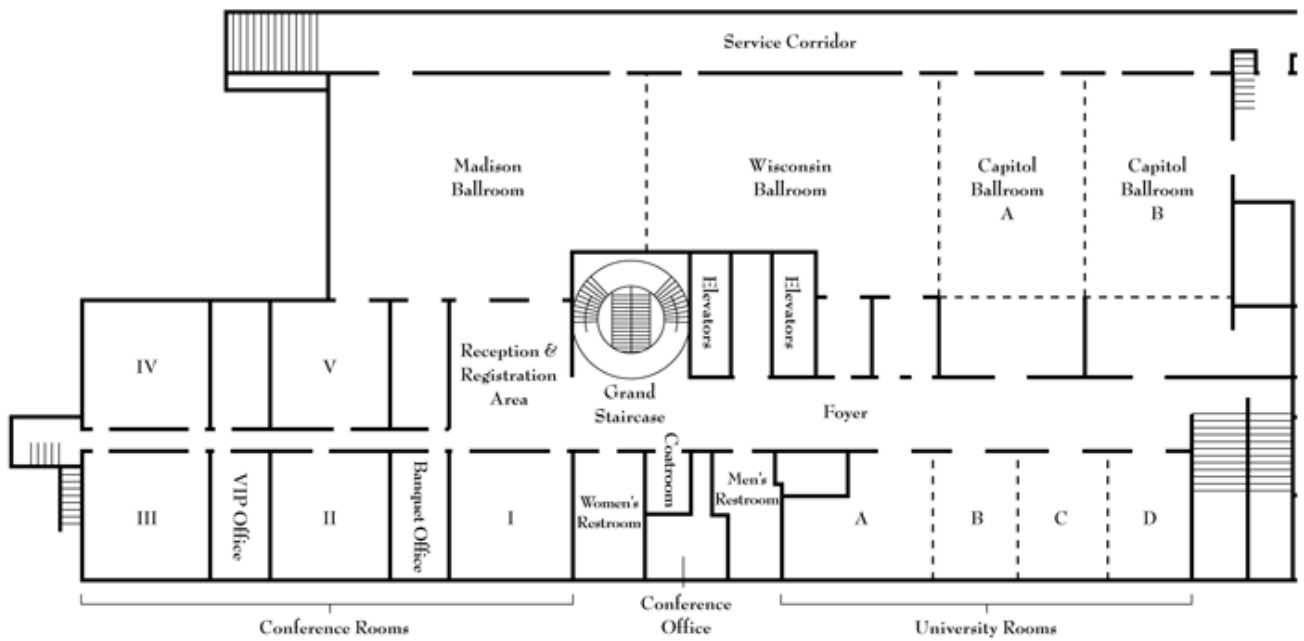 Service Corridor
Madison
Ballroom
Wisconsin
Ballroom
Capitol
Ballroom
A
Capitol
Ballroom
B
Elevators
Elevators
IV
V
Reception &
Registration
Area
Grand
Staircase
Foyer
Coatroom
III
VIP Office
II
Banquet Office
I
Women's
Restroom
Men's
Restroom
A
B
C
D
Conference Rooms
Conference
Office
University Rooms